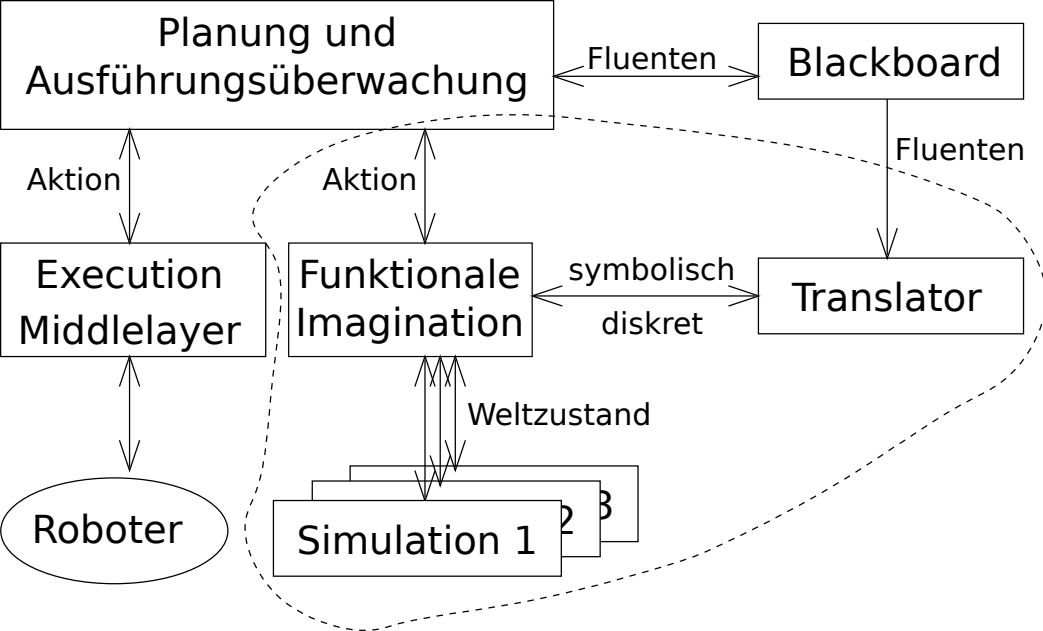 Planung und
Ausführungsüberwachung
Fluenten
Blackboard
Fluenten
Aktion
Aktion
Execution
Middlelayer
Funktionale
Imagination
symbolisch
diskret
Translator
Weltzustand
Roboter
Simulation 1
2
3